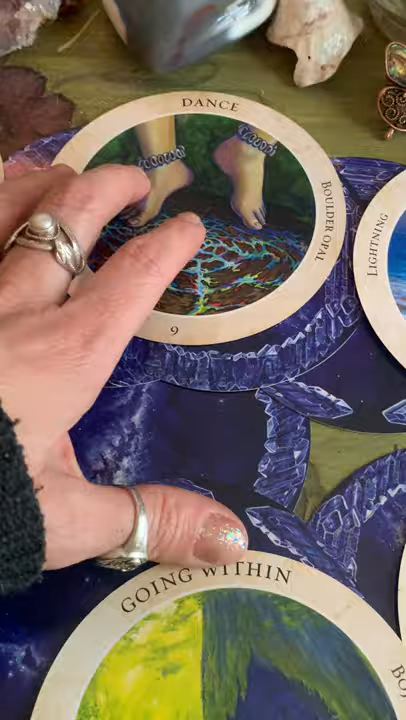 DANCE
BOULDER OPAL
LIGHTNING
9
GOING WITHIN